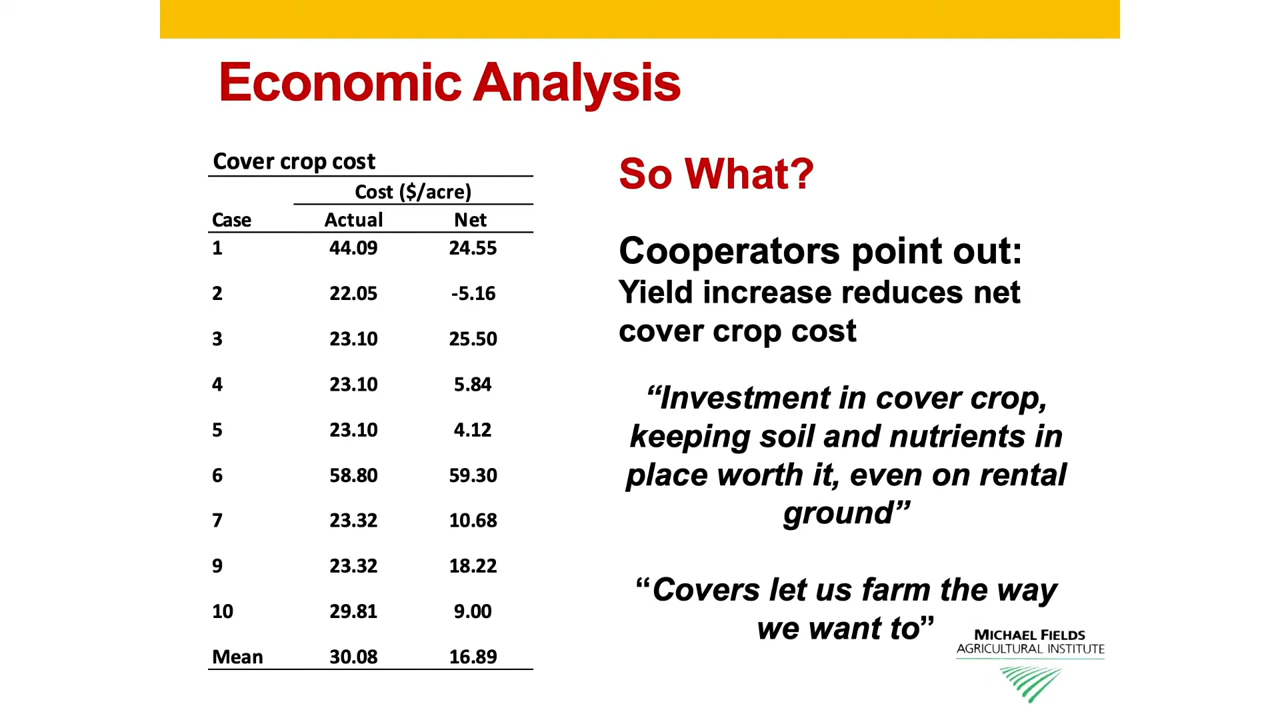 Economic Analysis
Cover crop cost
Cost ($/acre)
Case Actual Net
1 44.09 24.55
2 22.05 -5.16
3 23.10 25.50
4 23.10 5.84
5 23.10 4.12
6 58.80 59.30
7 23.32 10.68
9 23.32 18.22
10 29.81 9.00
Mean 30.08 16.89
So What?
Cooperators point out:
Yield increase reduces net
cover crop cost
“Investment in cover crop,
keeping soil and nutrients in
place worth it, even on rental
ground”
“Covers let us farm the way
we want to”
MICHAEL FIELDS
AGRICULTURAL INSTITUTE